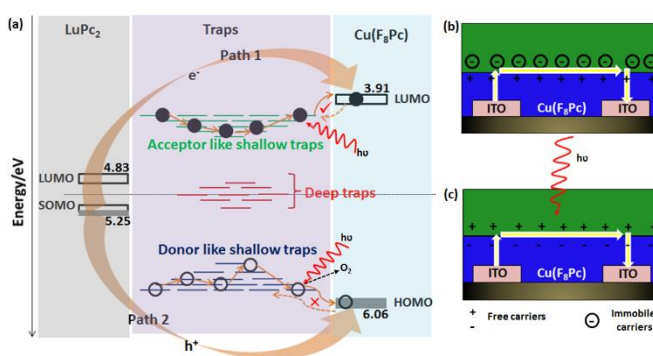 (a)
LuPc₂
Traps
Cu(F₈Pc)
Path 1
e⁻
3.91
LUMO
Acceptor like shallow traps
hυ
Energy/eV
LUMO
4.83
SOMO
5.25
Deep traps
Donor like shallow traps
hυ
O₂
HOMO
6.06
Path 2
h⁺
(b)
- - - - - - - - -
+ + + + + +
ITO
Cu(F₈Pc)
ITO
hυ
(c)
+ + + + + + + + +
- - - - - -
ITO
Cu(F₈Pc)
ITO
+
-
Free carriers
-
Immobile carriers